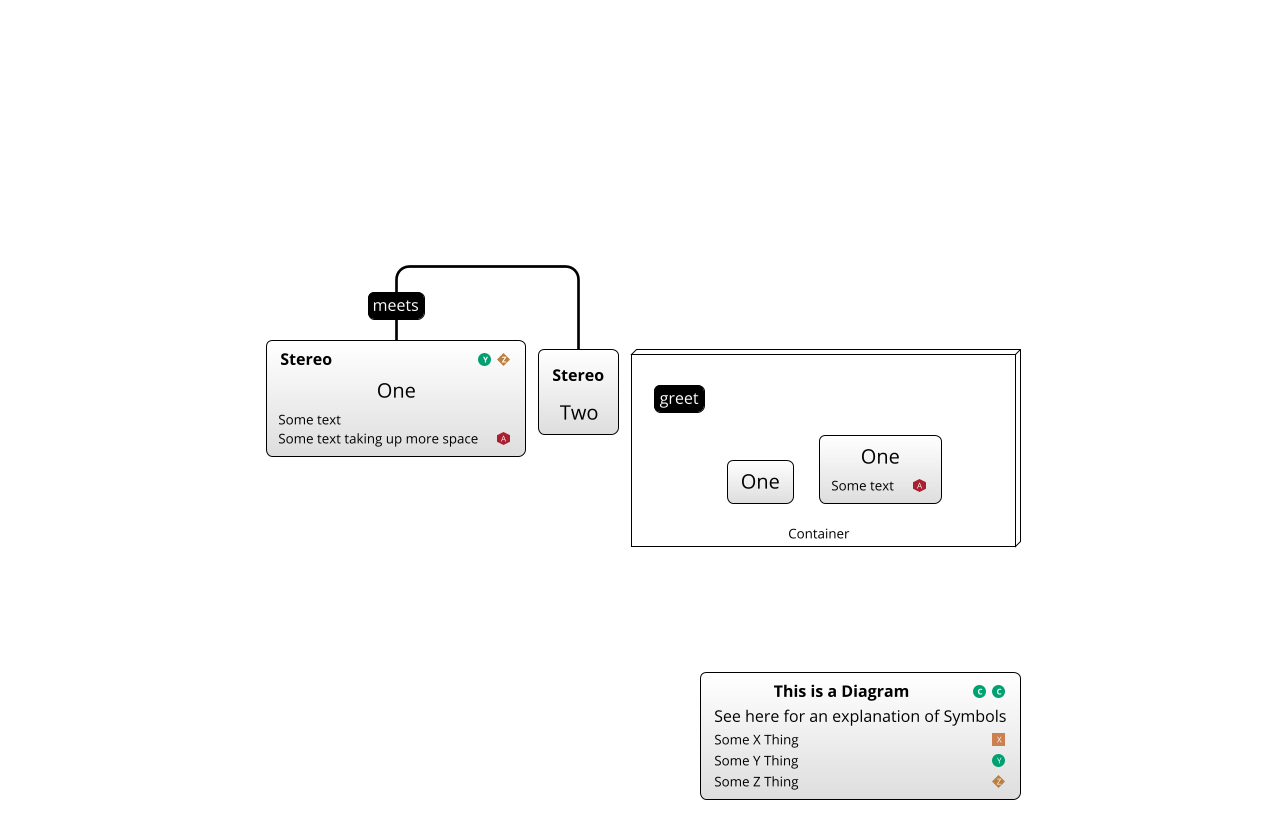 meets
Stereo Y Z
One
Some text
Some text taking up more space A
Stereo
Two
greet
One
One
Some text A
Container
This is a Diagram C C
See here for an explanation of Symbols
Some X Thing X
Some Y Thing Y
Some Z Thing Z